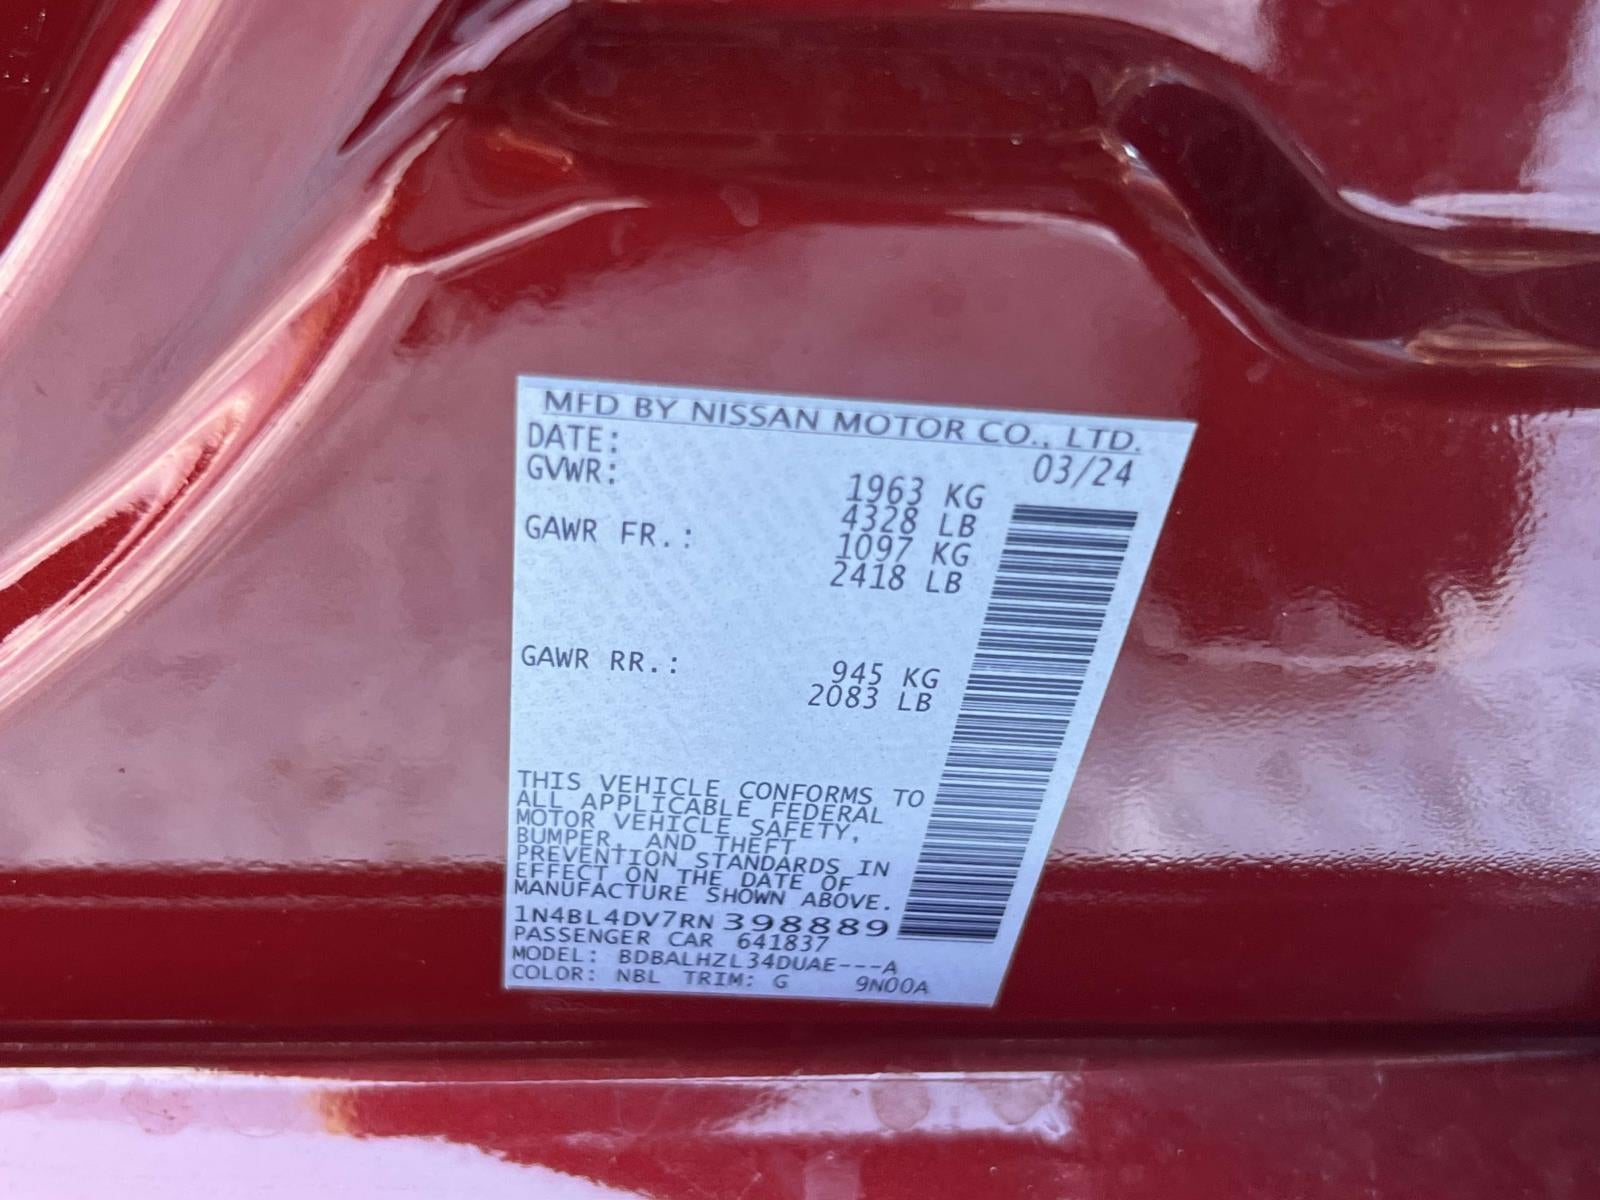 MFD BY NISSAN MOTOR CO., LTD.
DATE: 03/24
GVWR: 1963 KG
4328 LB
GAWR FR.: 1097 KG
2418 LB
GAWR RR.: 945 KG
2083 LB
THIS VEHICLE CONFORMS TO
ALL APPLICABLE FEDERAL
MOTOR VEHICLE SAFETY,
BUMPER, AND THEFT
PREVENTION STANDARDS IN
EFFECT ON THE DATE OF
MANUFACTURE SHOWN ABOVE.
1N4BL4DV7RN398889
PASSENGER CAR 641837
MODEL: BDBALHZL34DUAE---A
COLOR: NBL TRIM: G 9N00A